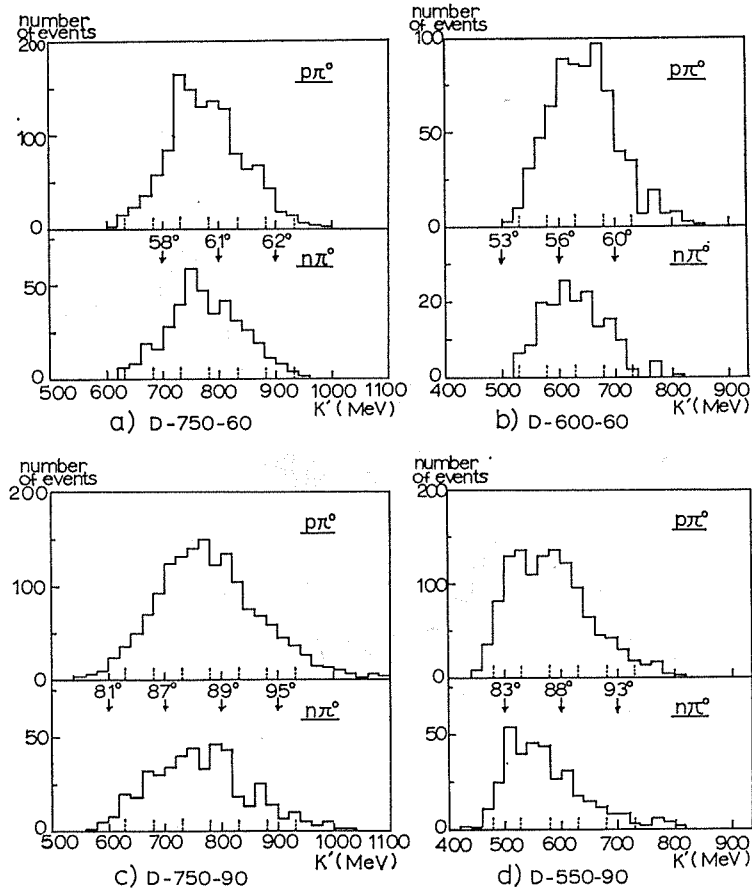 number
of events
200
pπ°
100
0
58° 61° 62°
nπ°
50
0
500 600 700 800 900 1000 1100
K′(MeV)
a) D-750-60
number
of events
100
pπ°
50
0
53° 56° 60°
nπ°
20
0
400 500 600 700 800 900
K′(MeV)
b) D-600-60
number
of events
200
pπ°
100
0
81° 87° 89° 95°
nπ°
50
0
500 600 700 800 900 1000 1100
K′(MeV)
c) D-750-90
number
of events
200
pπ°
100
0
83° 88° 93°
nπ°
50
0
400 500 600 700 800 900
K′(MeV)
d) D-550-90